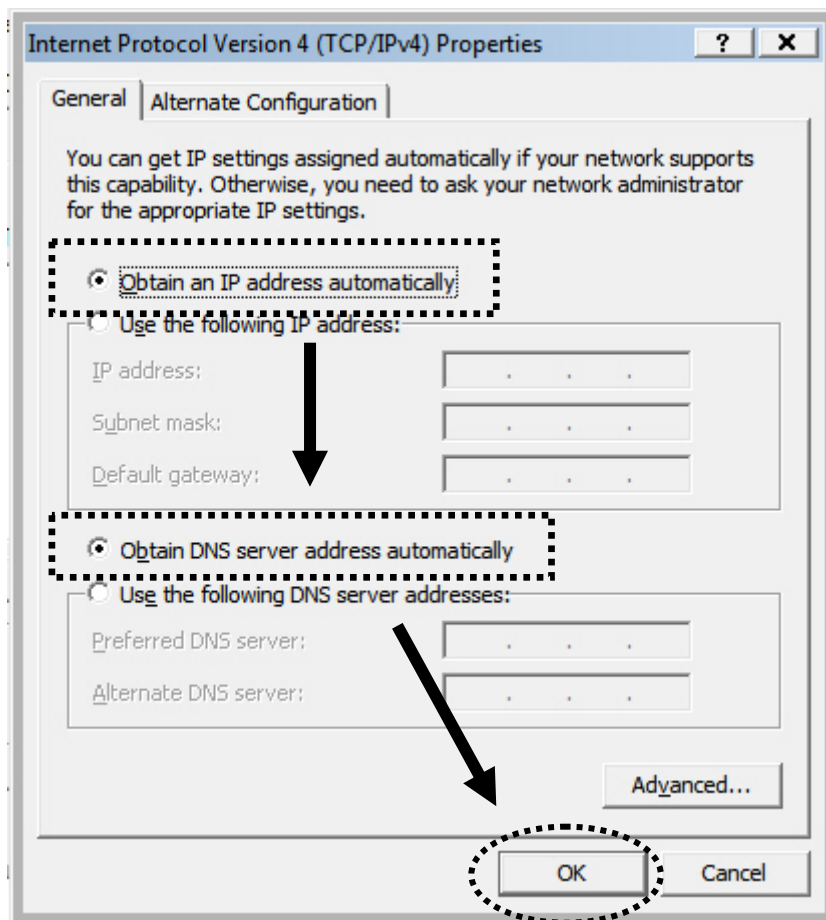 Internet Protocol Version 4 (TCP/IPv4) Properties
General
Alternate Configuration
You can get IP settings assigned automatically if your network supports
this capability. Otherwise, you need to ask your network administrator
for the appropriate IP settings.
Obtain an IP address automatically
Use the following IP address:
IP address:
Subnet mask:
Default gateway:
Obtain DNS server address automatically
Use the following DNS server addresses:
Preferred DNS server:
Alternate DNS server:
Advanced...
OK
Cancel